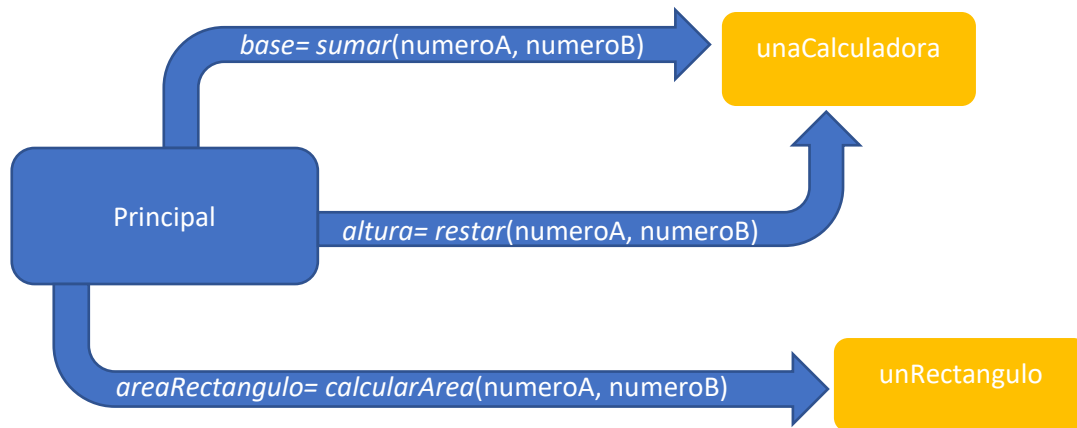 base= sumar(numeroA, numeroB)
unaCalculadora
Principal
altura= restar(numeroA, numeroB)
areaRectangulo= calcularArea(numeroA, numeroB)
unRectangulo